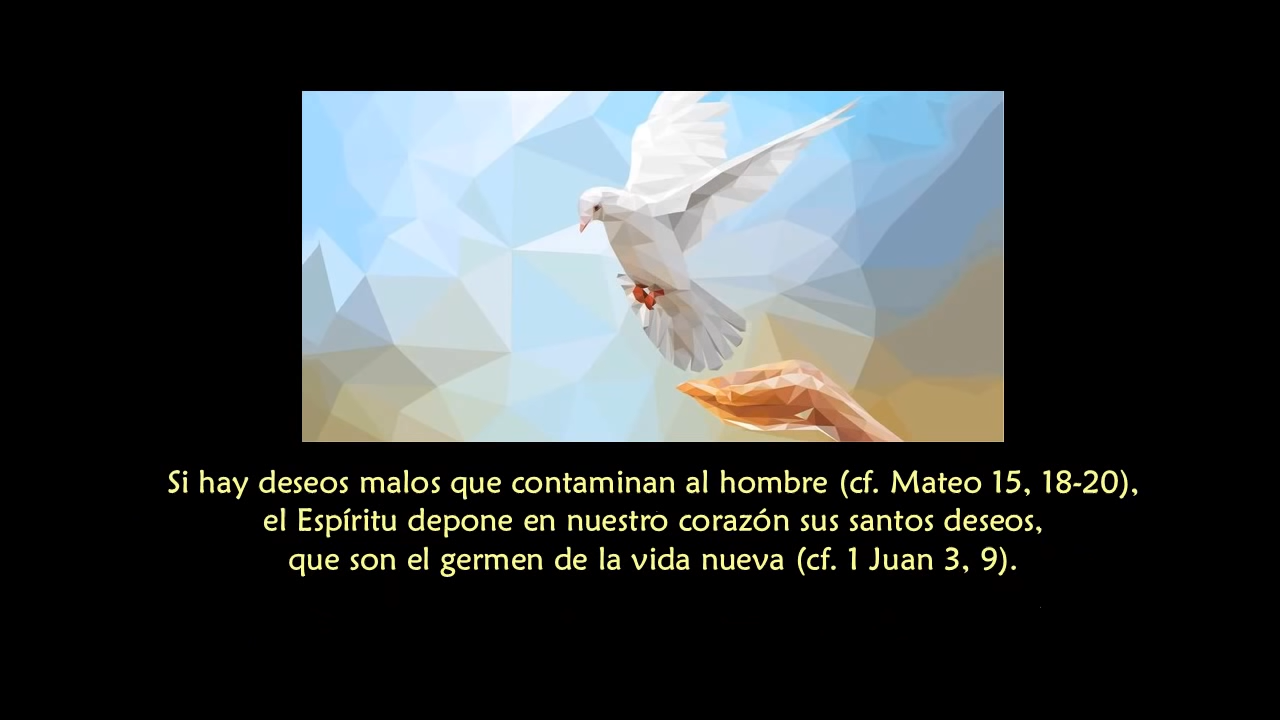 Si hay deseos malos que contaminan al hombre (cf. Mateo 15, 18-20),
el Espíritu depone en nuestro corazón sus santos deseos,
que son el germen de la vida nueva (cf. 1 Juan 3, 9).